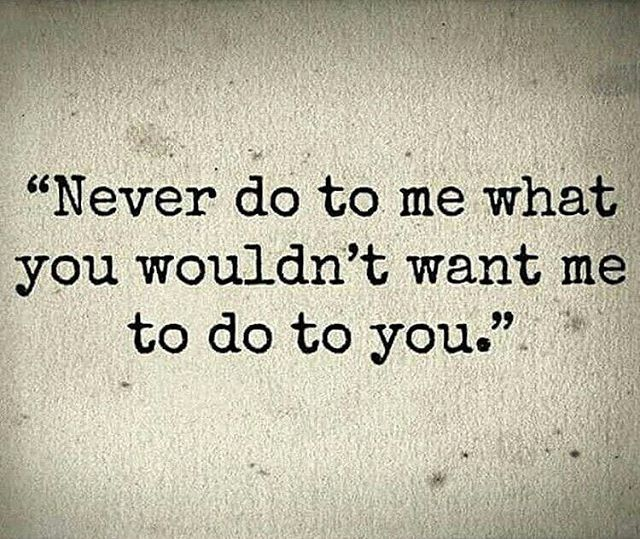 “Never do to me what
you wouldn’t want me
to do to you.”